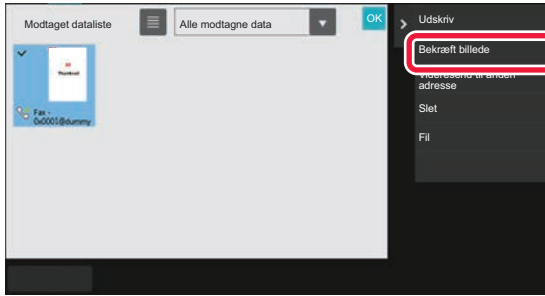 Modtaget dataliste
Alle modtagne data
OK
Thumbnail
Fax -
0x0001@dummy
Udskriv
Bekræft billede
Videresend til anden
adresse
Slet
Fil